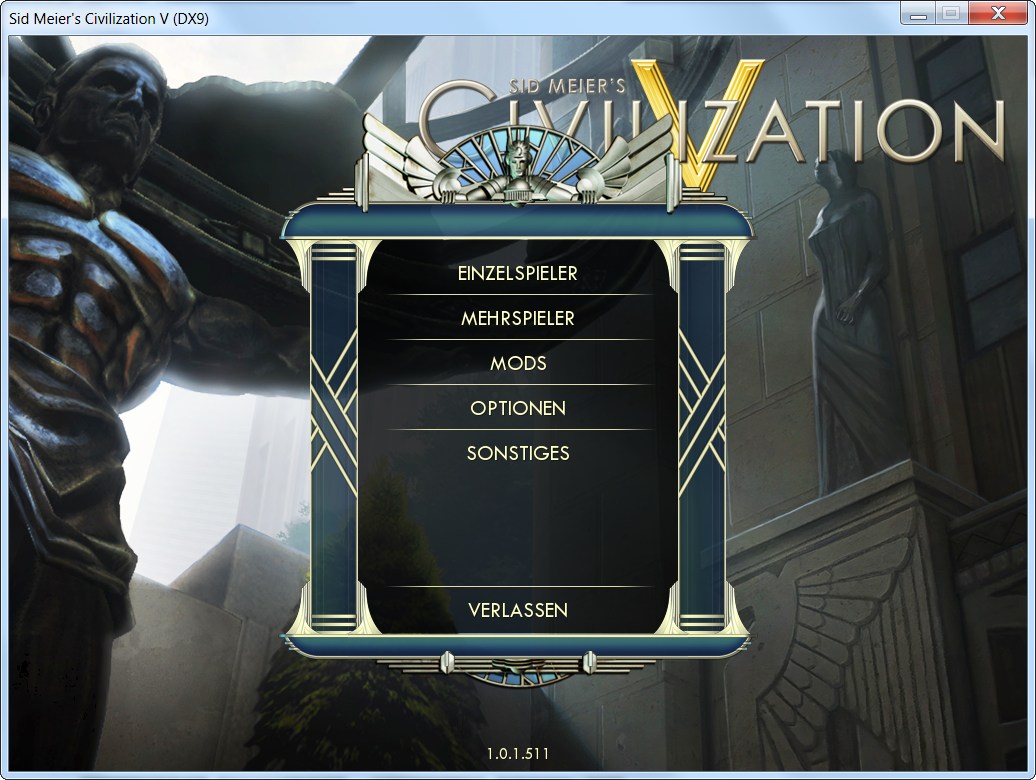 Sid Meier's Civilization V (DX9)
SID MEIER'S
CIVILIZATION V
EINZELSPIELER
MEHRSPIELER
MODS
OPTIONEN
SONSTIGES
VERLASSEN
1.0.1.511